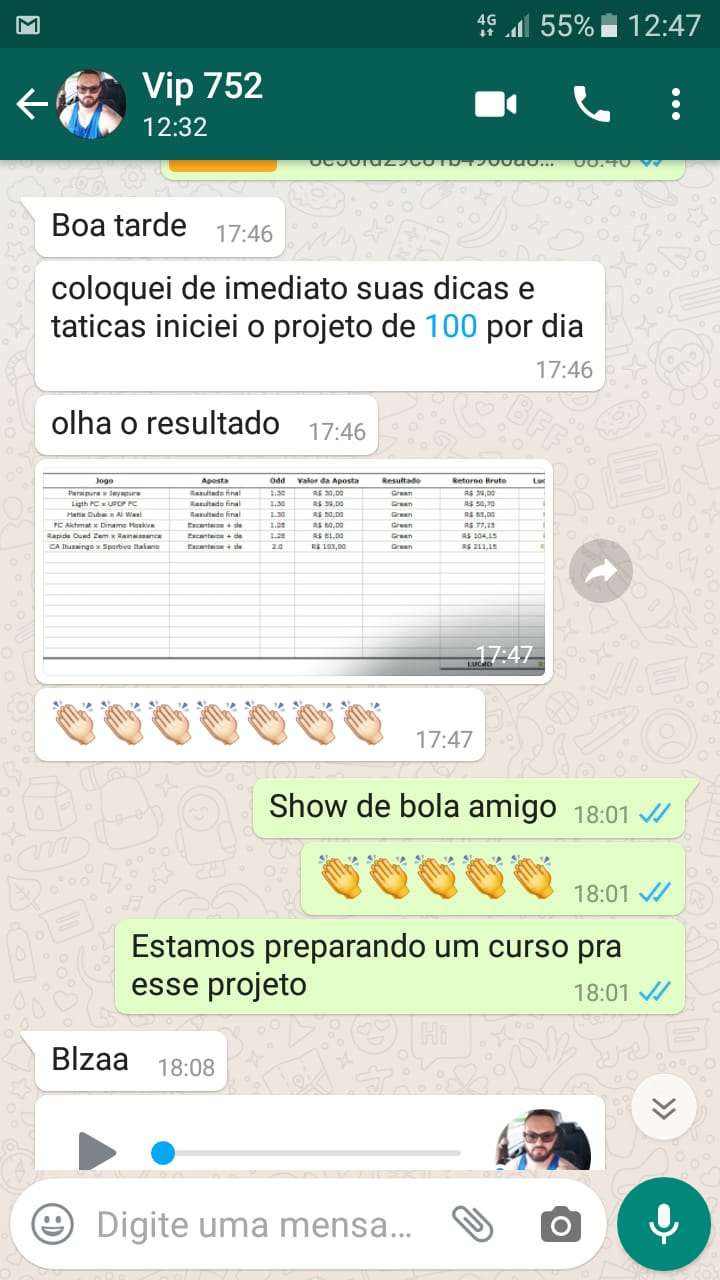 4G 55% 12:47
Vip 752
12:32
08:40
Boa tarde 17:46
coloquei de imediato suas dicas e
taticas iniciei o projeto de 100 por dia
17:46
olha o resultado 17:46
Jogo Aposta Odd Valor da Aposta Resultado Retorno Bruto Luc
Persipura x Jayapura Resultado final 1.30 R$ 30,00 Green R$ 39,00
Ligth FC x UPDF FC Resultado final 1.30 R$ 39,00 Green R$ 50,70
Hatta Dubai x Al Wasl Resultado final 1.30 R$ 50,00 Green R$ 65,00
FC Akhmat x Dinamo Moskva Escanteios + de 1.28 R$ 60,00 Green R$ 77,15
Rapide Oued Zem x Renaissance Escanteios + de 1.28 R$ 81,00 Green R$ 104,15
CA Ituzaingo x Sportivo Italiano Escanteios + de 2.0 R$ 103,00 Green R$ 211,15
LUCRO
17:47
17:47
Show de bola amigo 18:01
18:01
Estamos preparando um curso pra
esse projeto 18:01
Blzaa 18:08
Digite uma mensa...